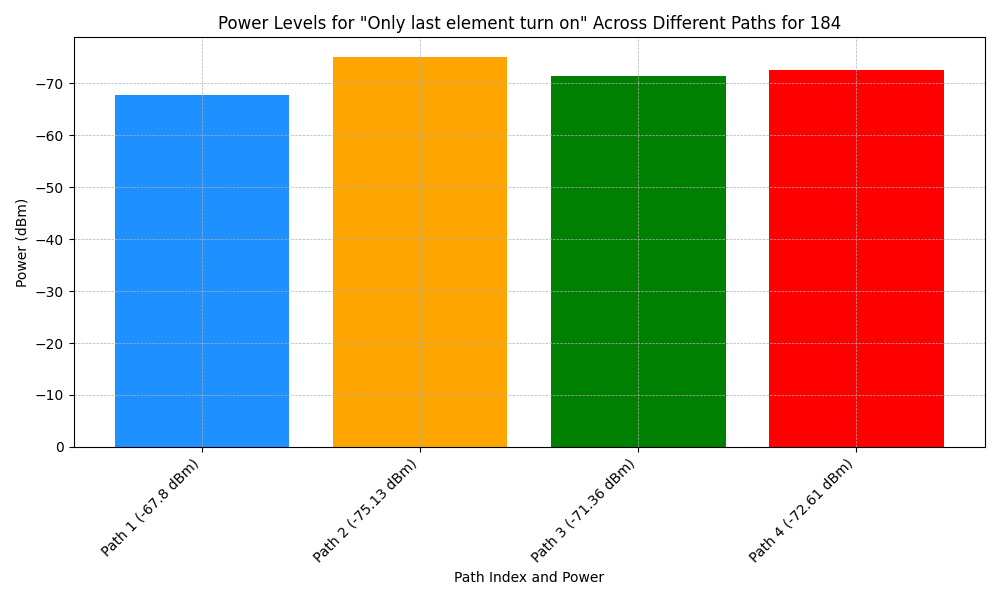 Power Levels for "Only last element turn on" Across Different Paths for 184
Power (dBm)
−70
−60
−50
−40
−30
−20
−10
0
Path 1 (-67.8 dBm)
Path 2 (-75.13 dBm)
Path 3 (-71.36 dBm)
Path 4 (-72.61 dBm)
Path Index and Power